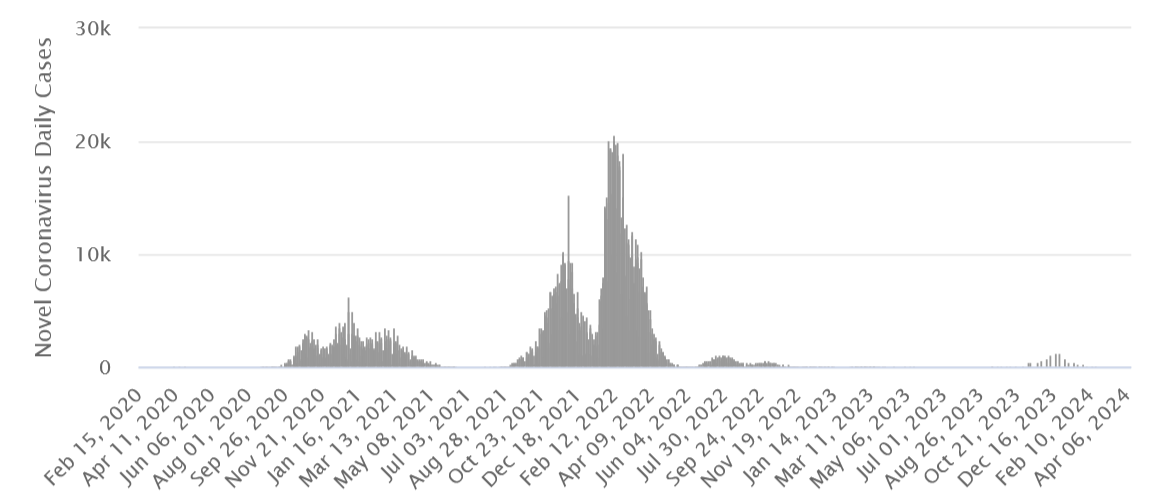 30k
20k
10k
0
Novel Coronavirus Daily Cases
Feb 15, 2020
Apr 11, 2020
Jun 06, 2020
Aug 01, 2020
Sep 26, 2020
Nov 21, 2020
Jan 16, 2021
Mar 13, 2021
May 08, 2021
Jul 03, 2021
Aug 28, 2021
Oct 23, 2021
Dec 18, 2021
Feb 12, 2022
Apr 09, 2022
Jun 04, 2022
Jul 30, 2022
Sep 24, 2022
Nov 19, 2022
Jan 14, 2023
Mar 11, 2023
May 06, 2023
Jul 01, 2023
Aug 26, 2023
Oct 21, 2023
Dec 16, 2023
Feb 10, 2024
Apr 06, 2024